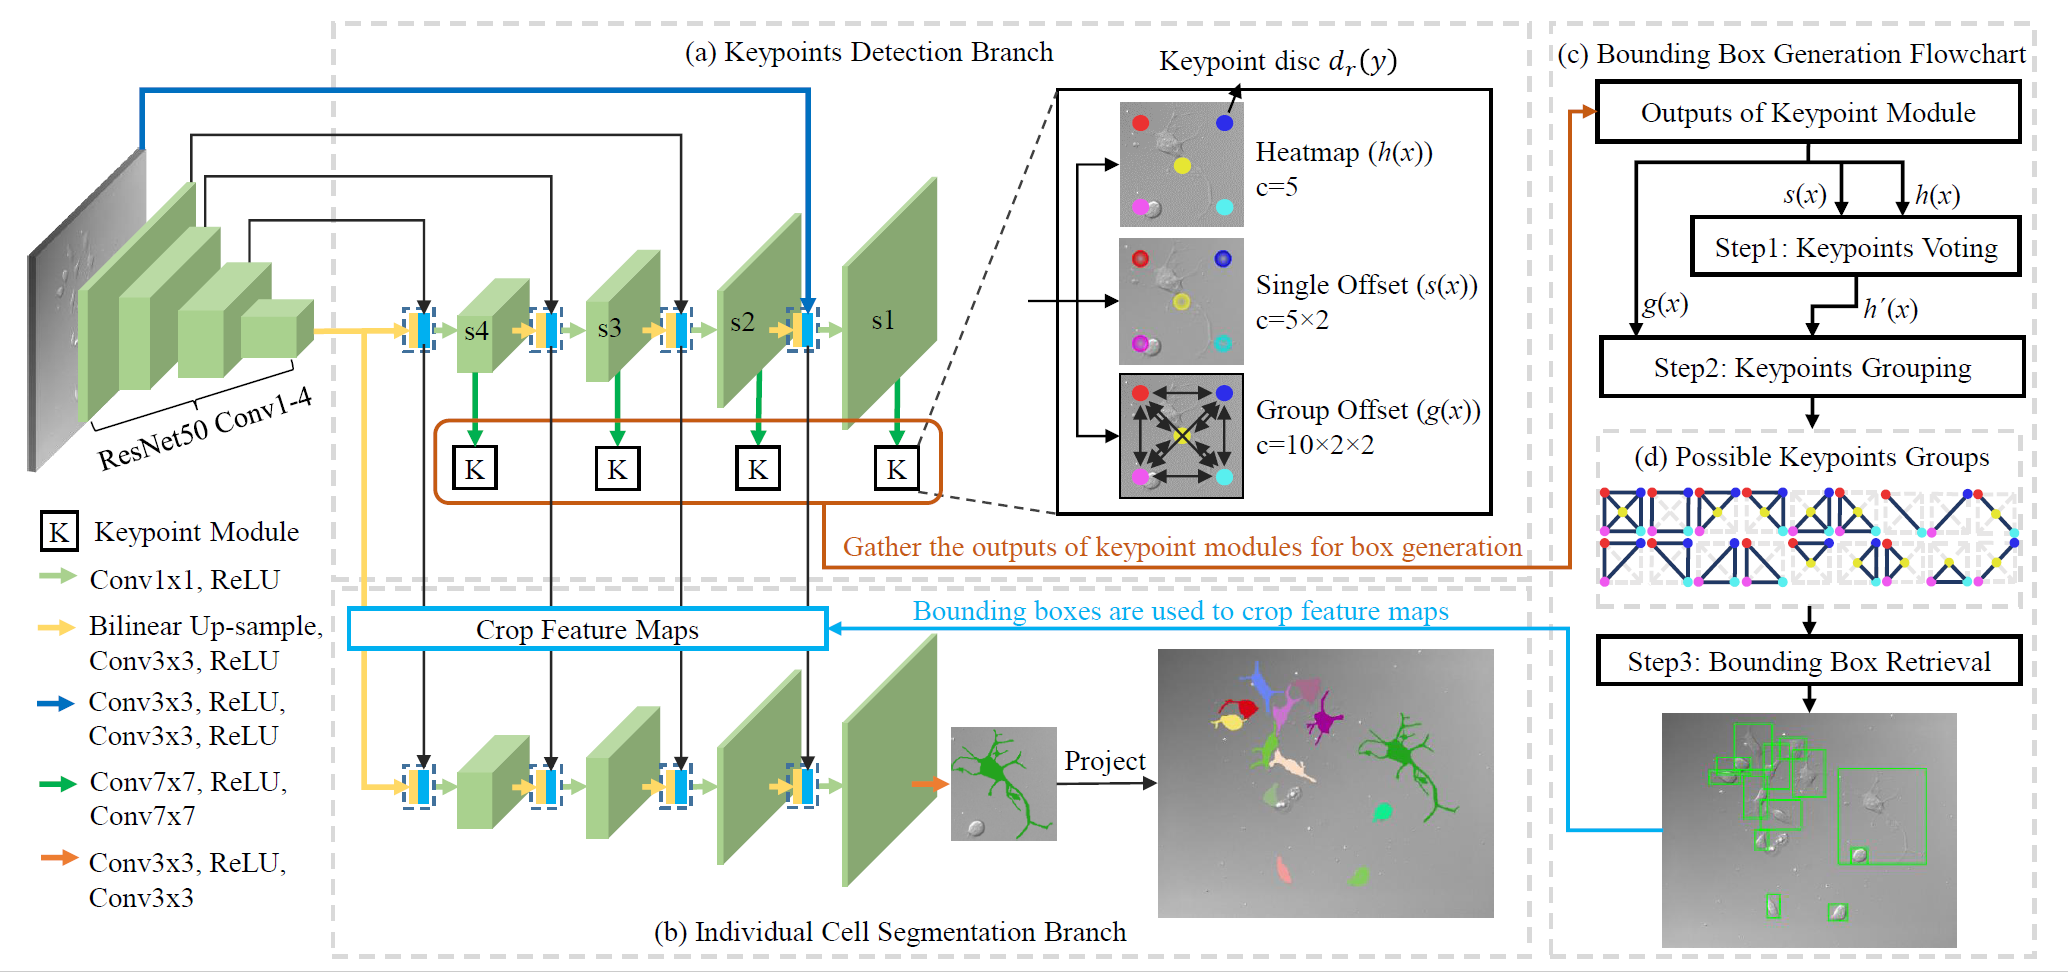 (a) Keypoints Detection Branch
Keypoint disc dᵣ(y)
Heatmap (h(x))
c=5
Single Offset (s(x))
c=5×2
Group Offset (g(x))
c=10×2×2
s4
s3
s2
s1
ResNet50 Conv1-4
K
K
K
K
Gather the outputs of keypoint modules for box generation
K
Keypoint Module
Conv1x1, ReLU
Bilinear Up-sample,
Conv3x3, ReLU
Conv3x3, ReLU,
Conv3x3, ReLU
Conv7x7, ReLU,
Conv7x7
Conv3x3, ReLU,
Conv3x3
Crop Feature Maps
Bounding boxes are used to crop feature maps
Project
(b) Individual Cell Segmentation Branch
(c) Bounding Box Generation Flowchart
Outputs of Keypoint Module
s(x)
h(x)
Step1: Keypoints Voting
g(x)
h´(x)
Step2: Keypoints Grouping
(d) Possible Keypoints Groups
Step3: Bounding Box Retrieval